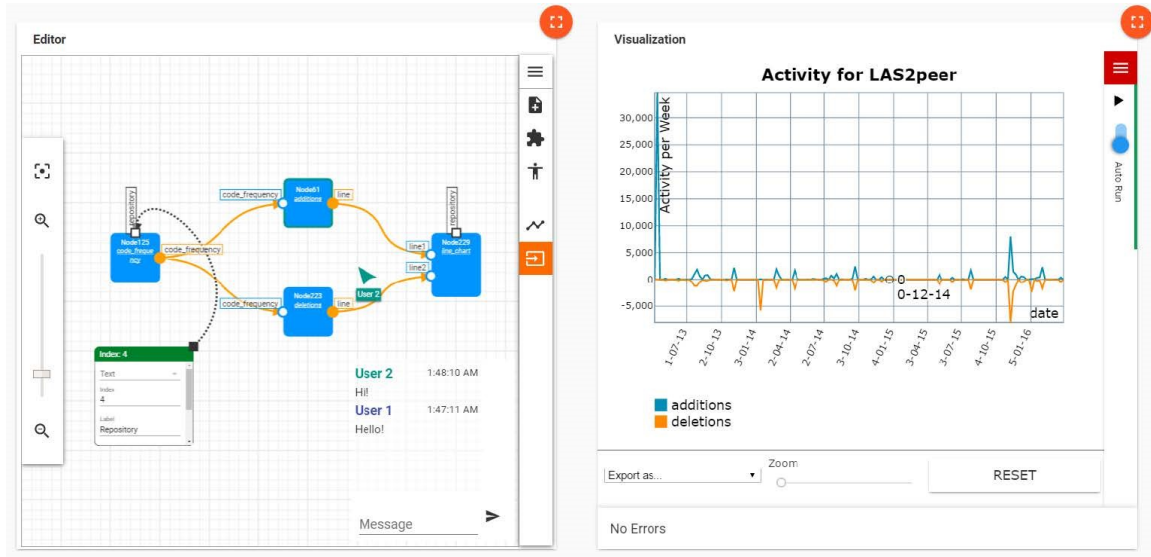 Editor
repository
code_frequency
Node61
additions
line
repository
Node125
code_freque
ncy
code_frequency
line1
Node229
line_chart
line2
User 2
code_frequency
Node223
deletions
line
Index: 4
Text
Index
4
Label
Repository
User 2 1:48:10 AM
Hi!
User 1 1:47:11 AM
Hello!
Message
Visualization
Activity for LAS2peer
Activity per Week
30,000
25,000
20,000
15,000
10,000
5,000
0
-5,000
0
0-12-14
date
1-07-13
2-10-13
3-01-14
2-04-14
2-07-14
3-10-14
4-01-15
3-04-15
3-07-15
4-10-15
5-01-16
additions
deletions
Auto Run
Export as...
Zoom
RESET
No Errors